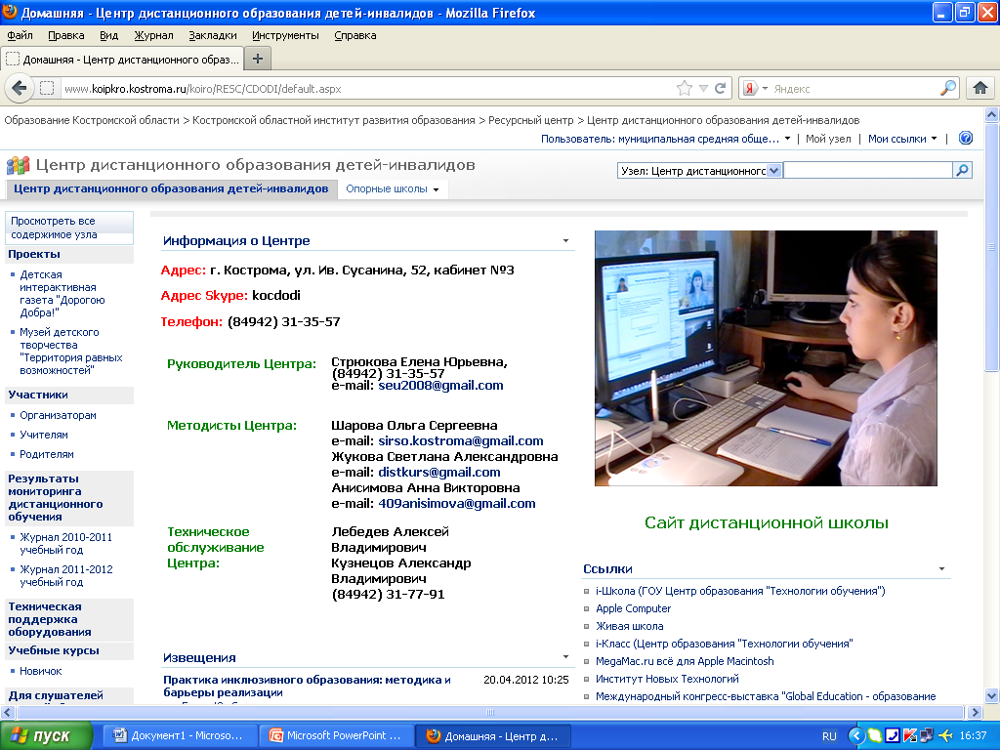 Домашняя - Центр дистанционного образования детей-инвалидов - Mozilla Firefox
Файл Правка Вид Журнал Закладки Инструменты Справка
Домашняя - Центр дистанционного образ... +
www.koipkro.kostroma.ru/koiro/RESC/CDODI/default.aspx
Я Яндекс
Образование Костромской области > Костромской областной институт развития образования > Ресурсный центр > Центр дистанционного образования детей-инвалидов
Пользователь: муниципальная средняя обще... | Мой узел | Мои ссылки |
Центр дистанционного образования детей-инвалидов
Узел: Центр дистанционного
Центр дистанционного образования детей-инвалидов Опорные школы
Просмотреть все
содержимое узла
Проекты
Детская
интерактивная
газета "Дорогою
Добра!"
Музей детского
творчества
"Территория равных
возможностей"
Участники
Организаторам
Учителям
Родителям
Результаты
мониторинга
дистанционного
обучения
Журнал 2010-2011
учебный год
Журнал 2011-2012
учебный год
Техническая
поддержка
оборудования
Учебные курсы
Новичок
Для слушателей
Информация о Центре
Адрес: г. Кострома, ул. Ив. Сусанина, 52, кабинет №3
Адрес Skype: kocdodi
Телефон: (84942) 31-35-57
Руководитель Центра: Стрюкова Елена Юрьевна,
(84942) 31-35-57
e-mail: seu2008@gmail.com
Методисты Центра: Шарова Ольга Сергеевна
e-mail: sirso.kostroma@gmail.com
Жукова Светлана Александровна
e-mail: distkurs@gmail.com
Анисимова Анна Викторовна
e-mail: 409anisimova@gmail.com
Техническое Лебедев Алексей
обслуживание Владимирович
Центра: Кузнецов Александр
Владимирович
(84942) 31-77-91
Извещения
Практика инклюзивного образования: методика и 20.04.2012 10:25
барьеры реализации
Сайт дистанционной школы
Ссылки
i-Школа (ГОУ Центр образования "Технологии обучения")
Apple Computer
Живая школа
i-Класс (Центр образования "Технологии обучения"
MegaMac.ru всё для Apple Macintosh
Институт Новых Технологий
Международный конгресс-выставка "Global Education - образование
пуск Документ1 - Microso... Microsoft PowerPoint ... Домашняя - Центр д... RU 16:37